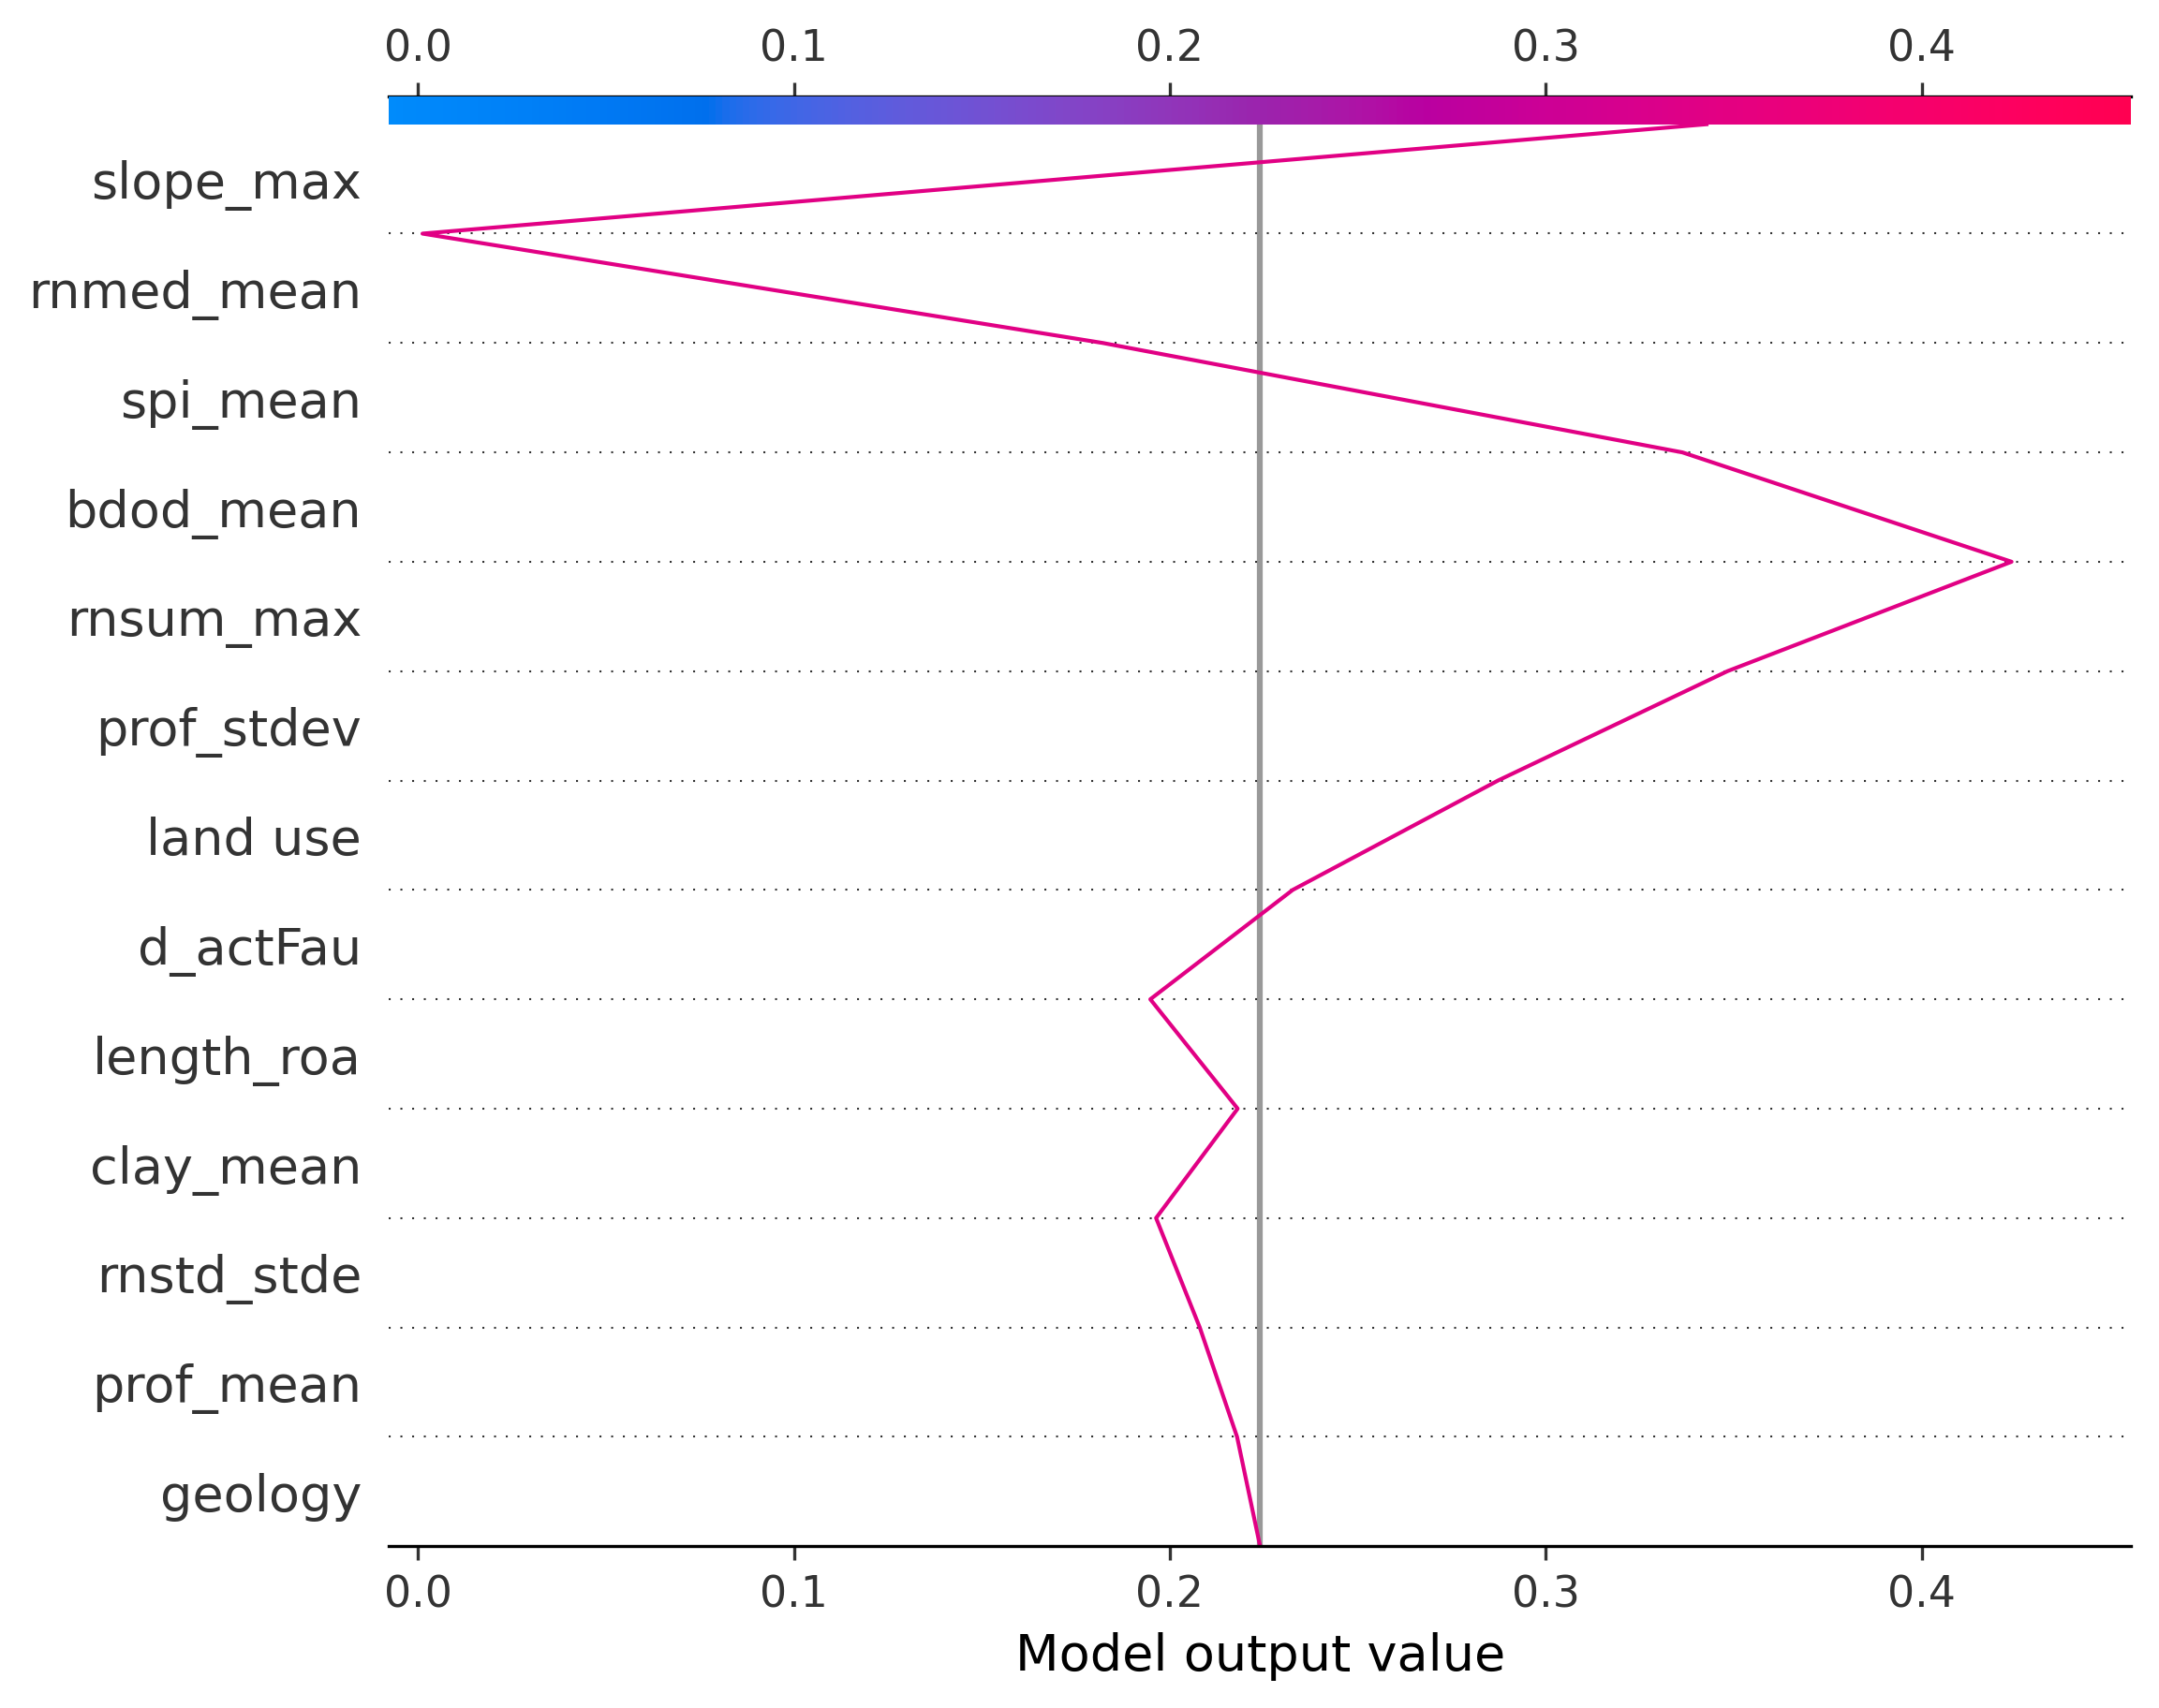 0.0 0.1 0.2 0.3 0.4
slope_max
rnmed_mean
spi_mean
bdod_mean
rnsum_max
prof_stdev
land use
d_actFau
length_roa
clay_mean
rnstd_stde
prof_mean
geology
0.0 0.1 0.2 0.3 0.4
Model output value